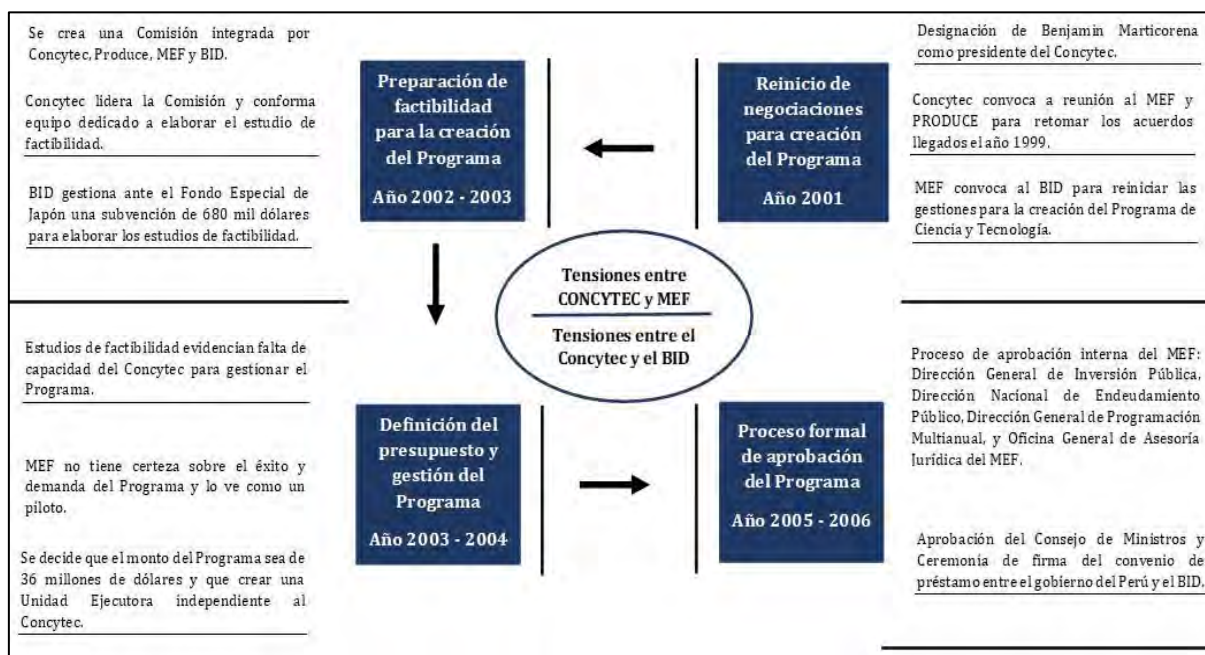 Se crea una Comisión integrada por
Concytec, Produce, MEF y BID.
Concytec lidera la Comisión y conforma
equipo dedicado a elaborar el estudio de
factibilidad.
BID gestiona ante el Fondo Especial de
Japón una subvención de 680 mil dólares
para elaborar los estudios de factibilidad.
Preparación de
factibilidad
para la creación
del Programa
Año 2002 - 2003
Reinicio de
negociaciones
para creación
del Programa
Año 2001
Designación de Benjamin Marticorena
como presidente del Concytec.
Concytec convoca a reunión al MEF y
PRODUCE para retomar los acuerdos
llegados el año 1999.
MEF convoca al BID para reiniciar las
gestiones para la creación del Programa de
Ciencia y Tecnología.
Tensiones entre
CONCYTEC y MEF
Tensiones entre el
Concytec y el BID
Estudios de factibilidad evidencian falta de
capacidad del Concytec para gestionar el
Programa.
MEF no tiene certeza sobre el éxito y
demanda del Programa y lo ve como un
piloto.
Se decide que el monto del Programa sea de
36 millones de dólares y que crear una
Unidad Ejecutora independiente al
Concytec.
Definición del
presupuesto y
gestión del
Programa
Año 2003 - 2004
Proceso formal
de aprobación
del Programa
Año 2005 - 2006
Proceso de aprobación interna del MEF:
Dirección General de Inversión Pública,
Dirección Nacional de Endeudamiento
Público, Dirección General de Programación
Multianual, y Oficina General de Asesoría
Jurídica del MEF.
Aprobación del Consejo de Ministros y
Ceremonia de firma del convenio de
préstamo entre el gobierno del Perú y el BID.